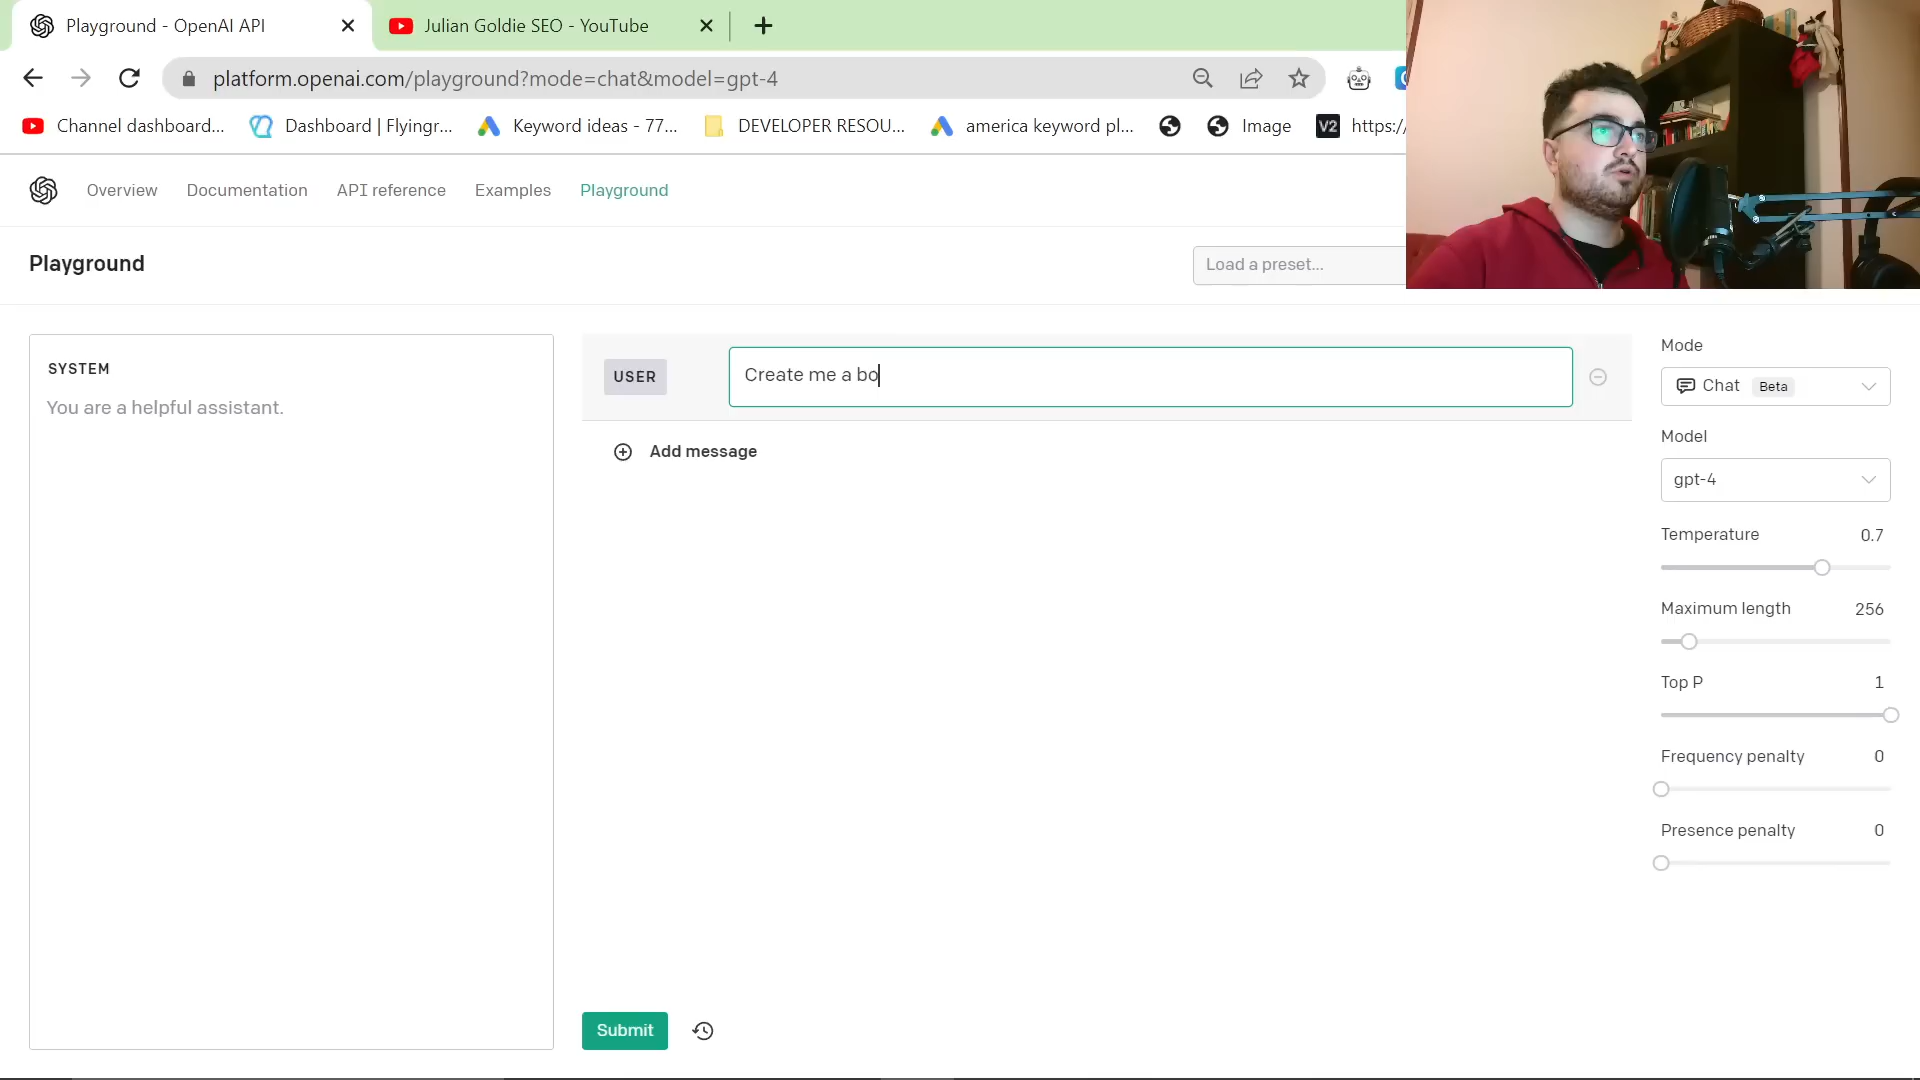 Playground - OpenAI API
Julian Goldie SEO - YouTube
platform.openai.com/playground?mode=chat&model=gpt-4
Channel dashboard...
Dashboard | Flyingr...
Keyword ideas - 77...
DEVELOPER RESOU...
america keyword pl...
Image
V2
https:/
Overview
Documentation
API reference
Examples
Playground
Playground
Load a preset...
SYSTEM
You are a helpful assistant.
USER
Create me a bo
Add message
Submit
Mode
Chat Beta
Model
gpt-4
Temperature 0.7
Maximum length 256
Top P 1
Frequency penalty 0
Presence penalty 0